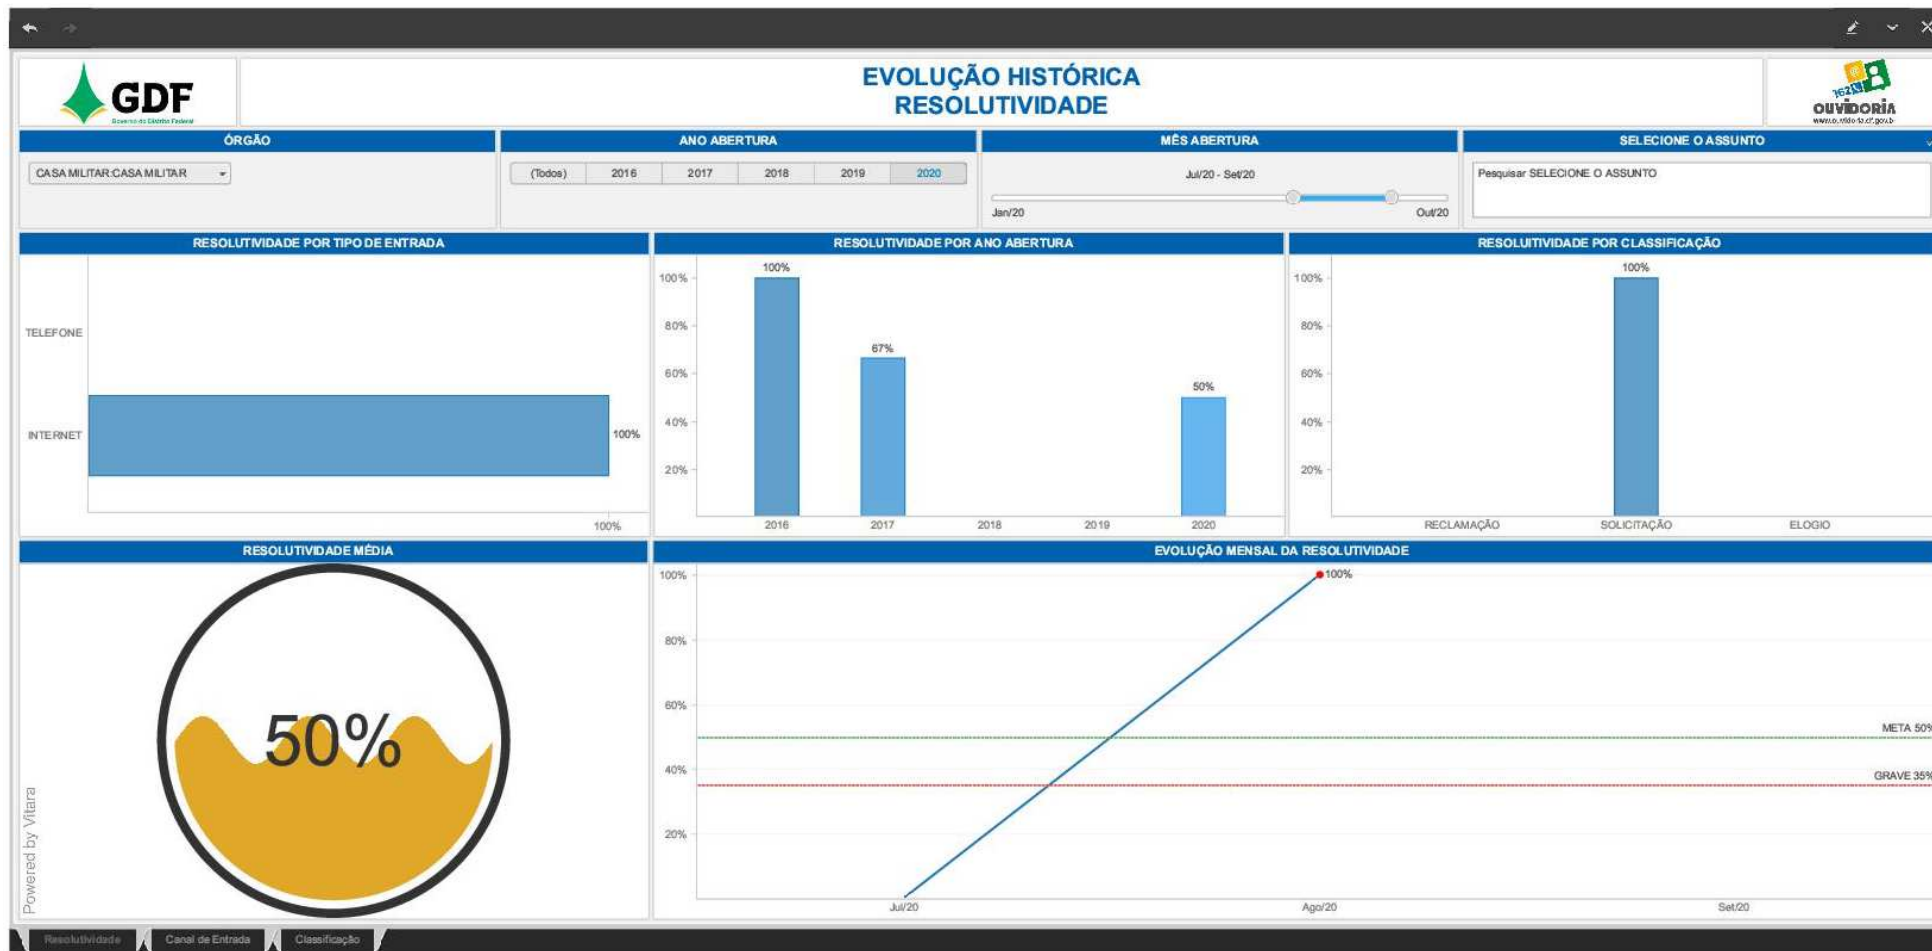 GDF
Governo do Distrito Federal
EVOLUÇÃO HISTÓRICA
RESOLUTIVIDADE
162
OUVIDORIA
ÓRGÃO
ANO ABERTURA
MÊS ABERTURA
SELECIONE O ASSUNTO
CASA MILITAR:CASA MILITAR
(Todos) 2016 2017 2018 2019 2020
Jul/20 - Set/20
Jan/20 Out/20
Pesquisar SELECIONE O ASSUNTO
RESOLUTIVIDADE POR TIPO DE ENTRADA
TELEFONE
INTERNET
100%
100%
RESOLUTIVIDADE POR ANO ABERTURA
100%
80%
60%
40%
20%
100%
67%
50%
2016 2017 2018 2019 2020
RESOLUITIVIDADE POR CLASSIFICAÇÃO
100%
80%
60%
40%
20%
100%
RECLAMAÇÃO SOLICITAÇÃO ELOGIO
RESOLUTIVIDADE MÉDIA
50%
Powered by Vitara
EVOLUÇÃO MENSAL DA RESOLUTIVIDADE
100%
80%
60%
40%
20%
100%
META 50%
GRAVE 35%
Jul/20 Ago/20 Set/20
Resolutividade Canal de Entrada Classificação